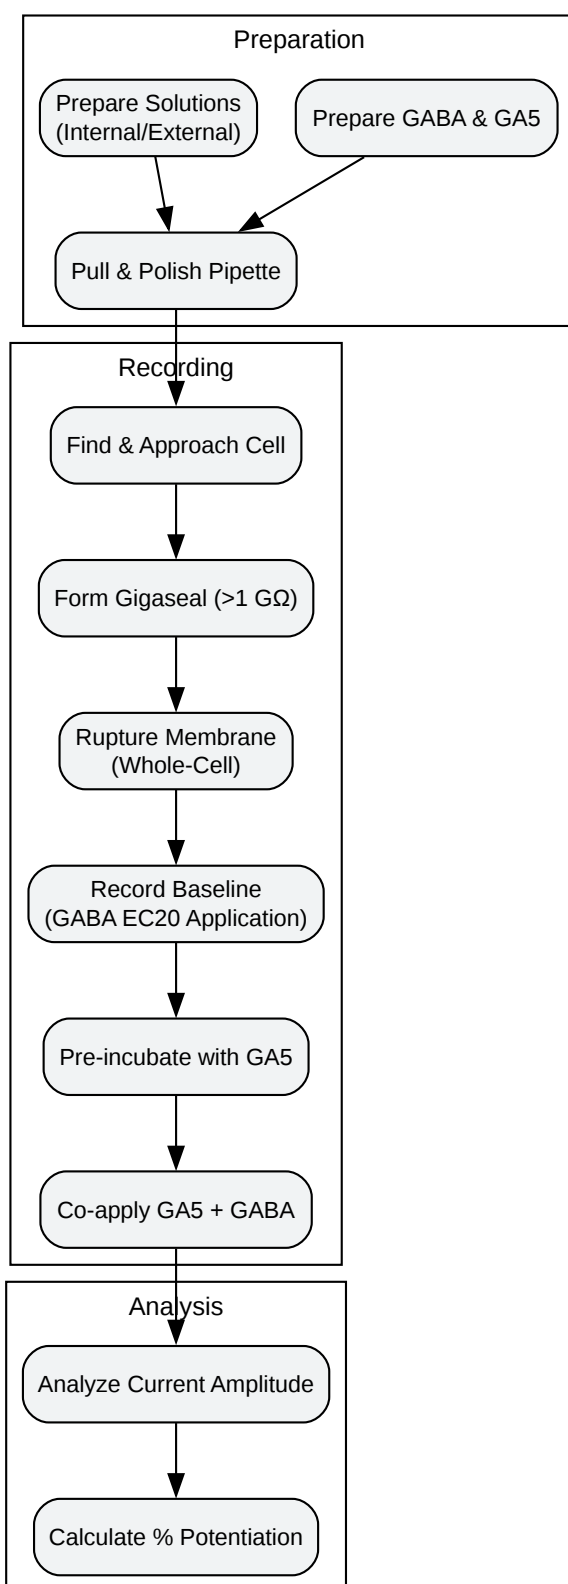 Preparation
Prepare Solutions
(Internal/External)
Prepare GABA & GA5
Pull & Polish Pipette
Recording
Find & Approach Cell
Form Gigaseal (>1 GΩ)
Rupture Membrane
(Whole-Cell)
Record Baseline
(GABA EC20 Application)
Pre-incubate with GA5
Co-apply GA5 + GABA
Analysis
Analyze Current Amplitude
Calculate % Potentiation